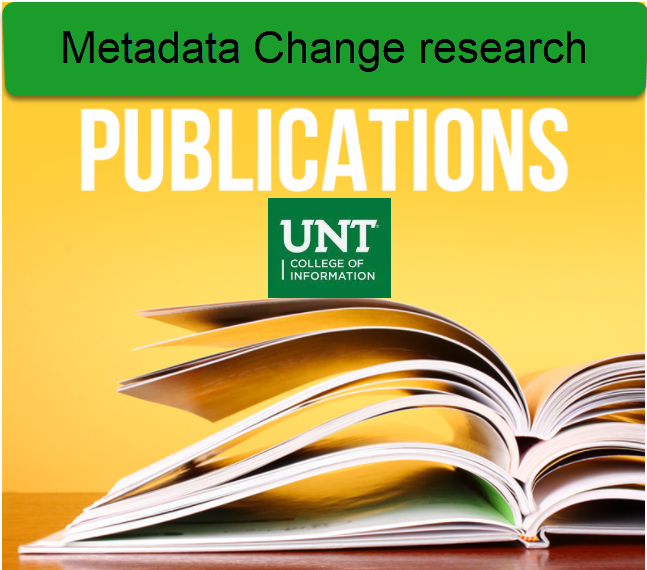 Metadata Change research
PUBLICATIONS
UNT®
COLLEGE OF
INFORMATION